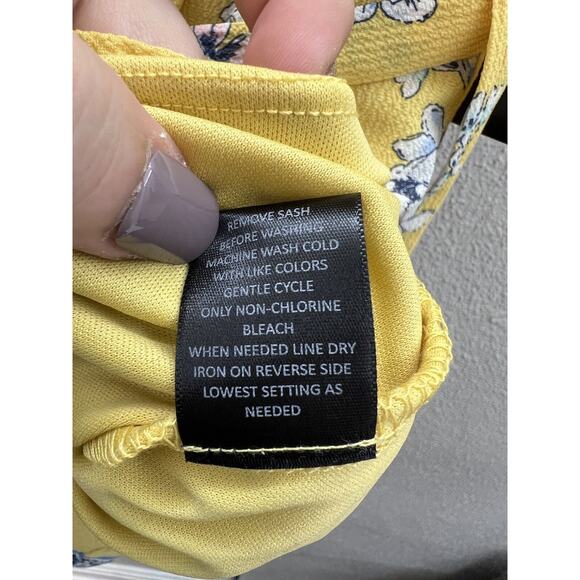 REMOVE SASH
BEFORE WASHING
MACHINE WASH COLD
WITH LIKE COLORS
GENTLE CYCLE
ONLY NON-CHLORINE
BLEACH
WHEN NEEDED LINE DRY
IRON ON REVERSE SIDE
LOWEST SETTING AS
NEEDED